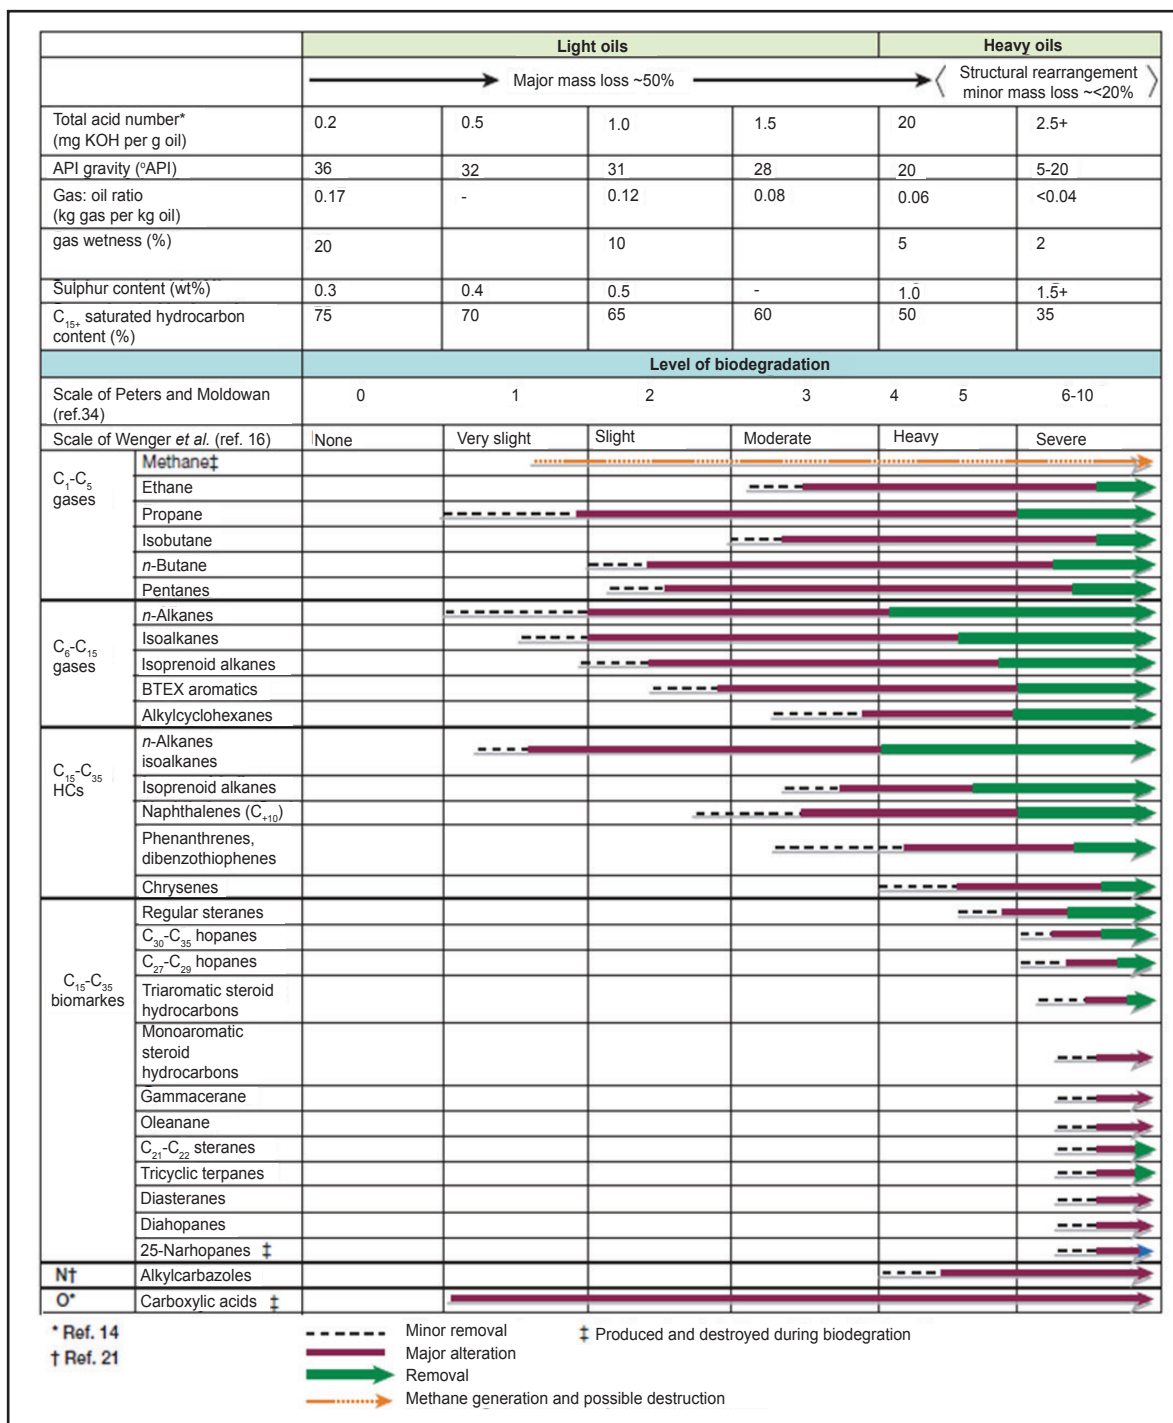 Light oils Heavy oils
Major mass loss ~50% Structural rearrangement
minor mass loss ~<20%
Total acid number* 0.2 0.5 1.0 1.5 20 2.5+
(mg KOH per g oil)
API gravity (ºAPI) 36 32 31 28 20 5-20
Gas: oil ratio 0.17 - 0.12 0.08 0.06 <0.04
(kg gas per kg oil)
gas wetness (%) 20 10 5 2
Sulphur content (wt%) 0.3 0.4 0.5 - 1.0 1.5+
C15+ saturated hydrocarbon 75 70 65 60 50 35
content (%)
Level of biodegradation
Scale of Peters and Moldowan 0 1 2 3 4 5 6-10
(ref.34)
Scale of Wenger et al. (ref. 16) None Very slight Slight Moderate Heavy Severe
C1-C5
gases
Methane‡
Ethane
Propane
Isobutane
n-Butane
Pentanes
C6-C15
gases
n-Alkanes
Isoalkanes
Isoprenoid alkanes
BTEX aromatics
Alkylcyclohexanes
C15-C35
HCs
n-Alkanes
isoalkanes
Isoprenoid alkanes
Naphthalenes (C+10)
Phenanthrenes,
dibenzothiophenes
Chrysenes
C15-C35
biomarkes
Regular steranes
C30-C35 hopanes
C27-C29 hopanes
Triaromatic steroid
hydrocarbons
Monoaromatic
steroid
hydrocarbons
Gammacerane
Oleanane
C21-C22 steranes
Tricyclic terpanes
Diasteranes
Diahopanes
25-Narhopanes ‡
N† Alkylcarbazoles
O* Carboxylic acids ‡
* Ref. 14
† Ref. 21
Minor removal
Major alteration
Removal
Methane generation and possible destruction
‡ Produced and destroyed during biodegration